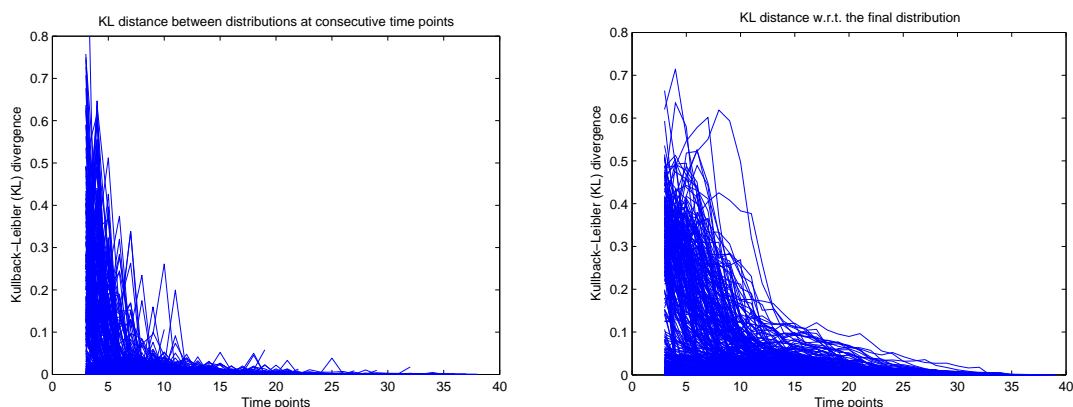 KL distance between distributions at consecutive time points
0.8
0.7
0.6
0.5
0.4
0.3
0.2
0.1
0
Kullback−Leibler (KL) divergence
0 5 10 15 20 25 30 35 40
Time points
KL distance w.r.t. the final distribution
0.8
0.7
0.6
0.5
0.4
0.3
0.2
0.1
0
Kullback−Leibler (KL) divergence
0 5 10 15 20 25 30 35 40
Time points